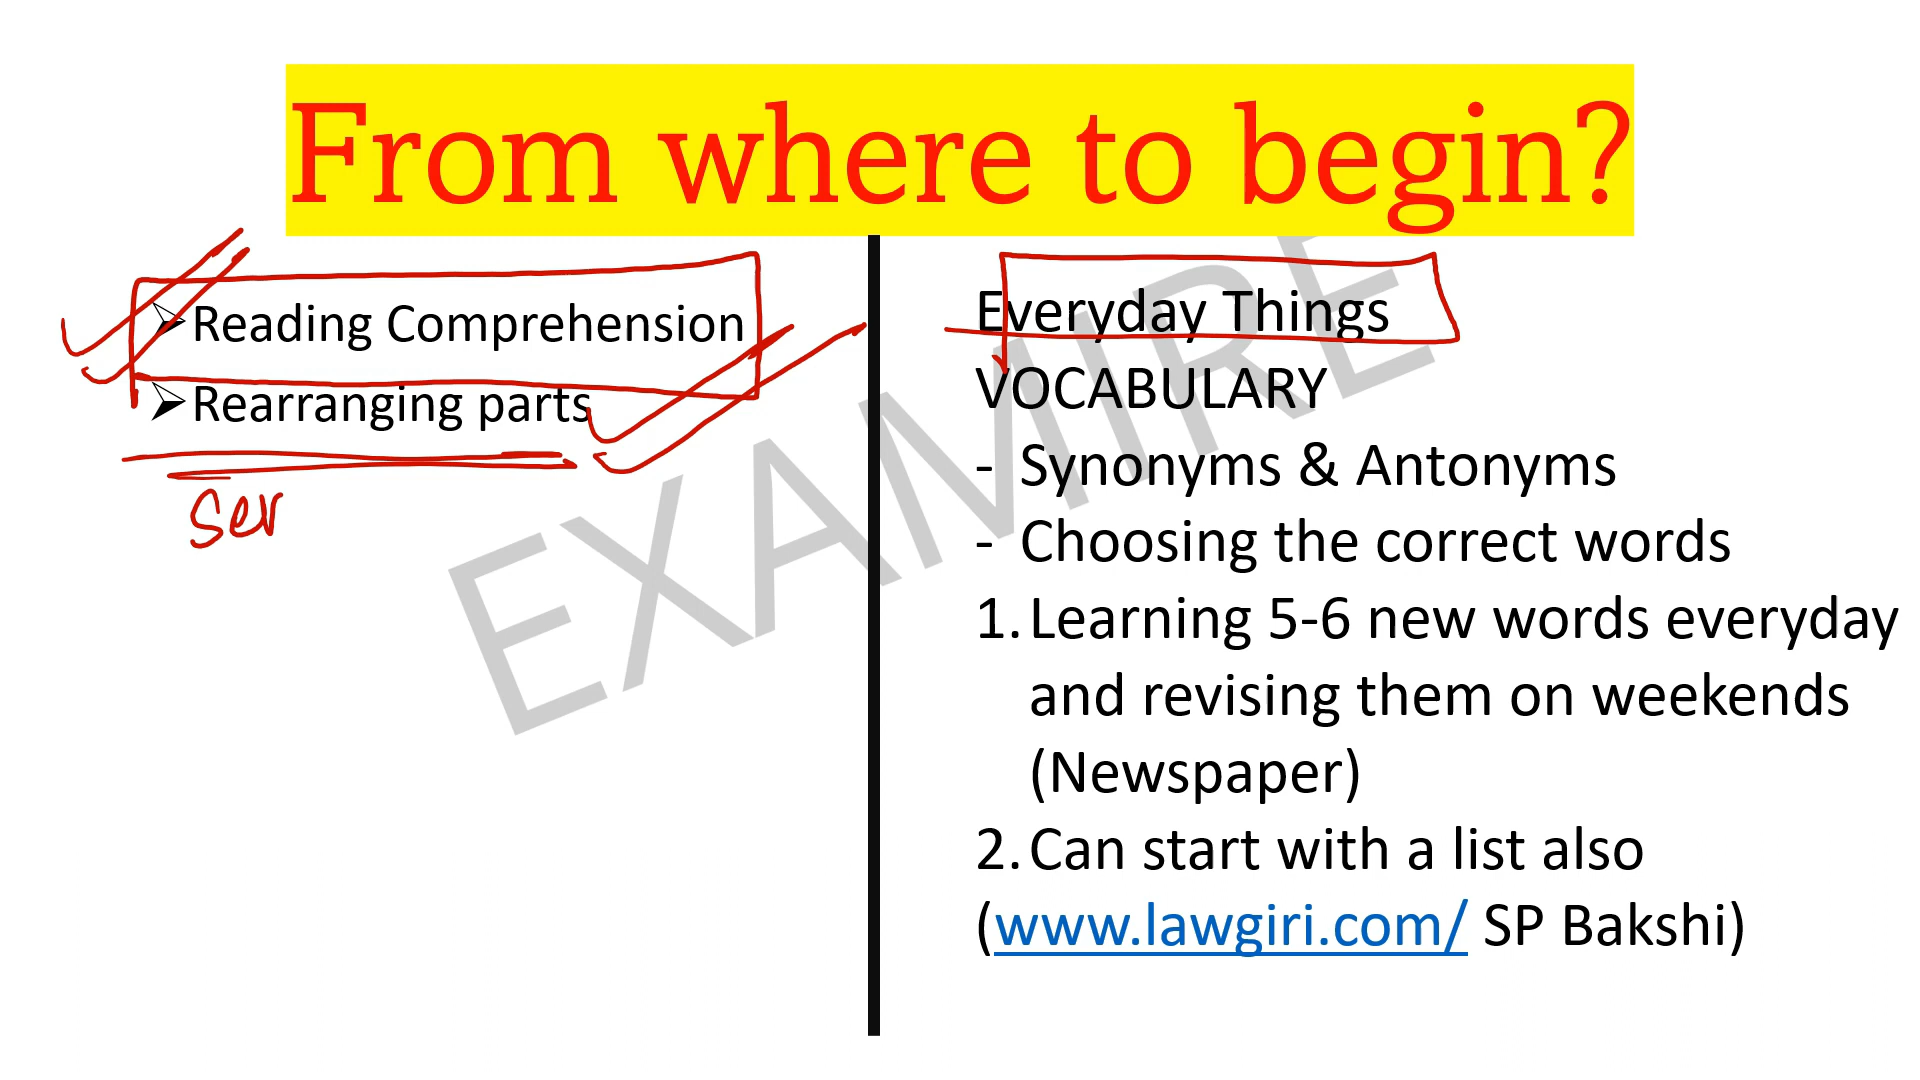 From where to begin?
➢Reading Comprehension
➢Rearranging parts
Ser
Everyday Things
VOCABULARY
- Synonyms & Antonyms
- Choosing the correct words
1. Learning 5-6 new words everyday
and revising them on weekends
(Newspaper)
2. Can start with a list also
(www.lawgiri.com/ SP Bakshi)
EXAMIRE